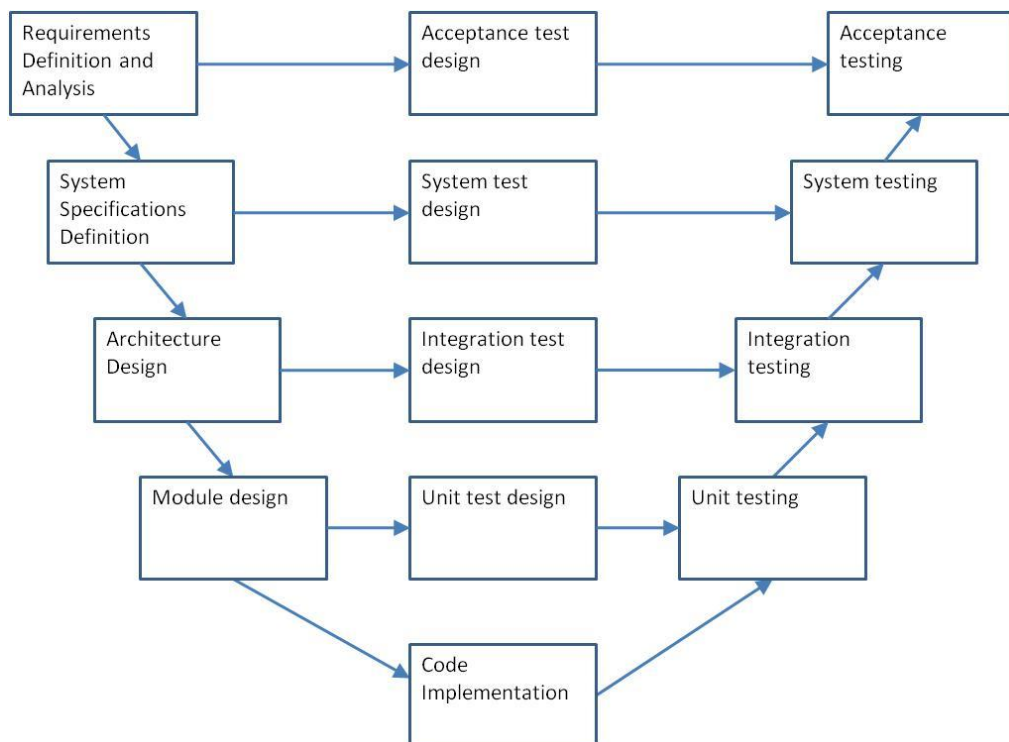 Requirements
Definition and
Analysis
Acceptance test
design
Acceptance
testing
System
Specifications
Definition
System test
design
System testing
Architecture
Design
Integration test
design
Integration
testing
Module design
Unit test design
Unit testing
Code
Implementation